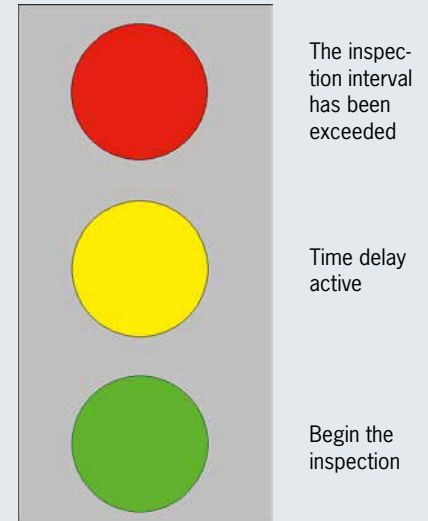 The inspec-
tion interval
has been
exceeded
Time delay
active
Begin the
inspection